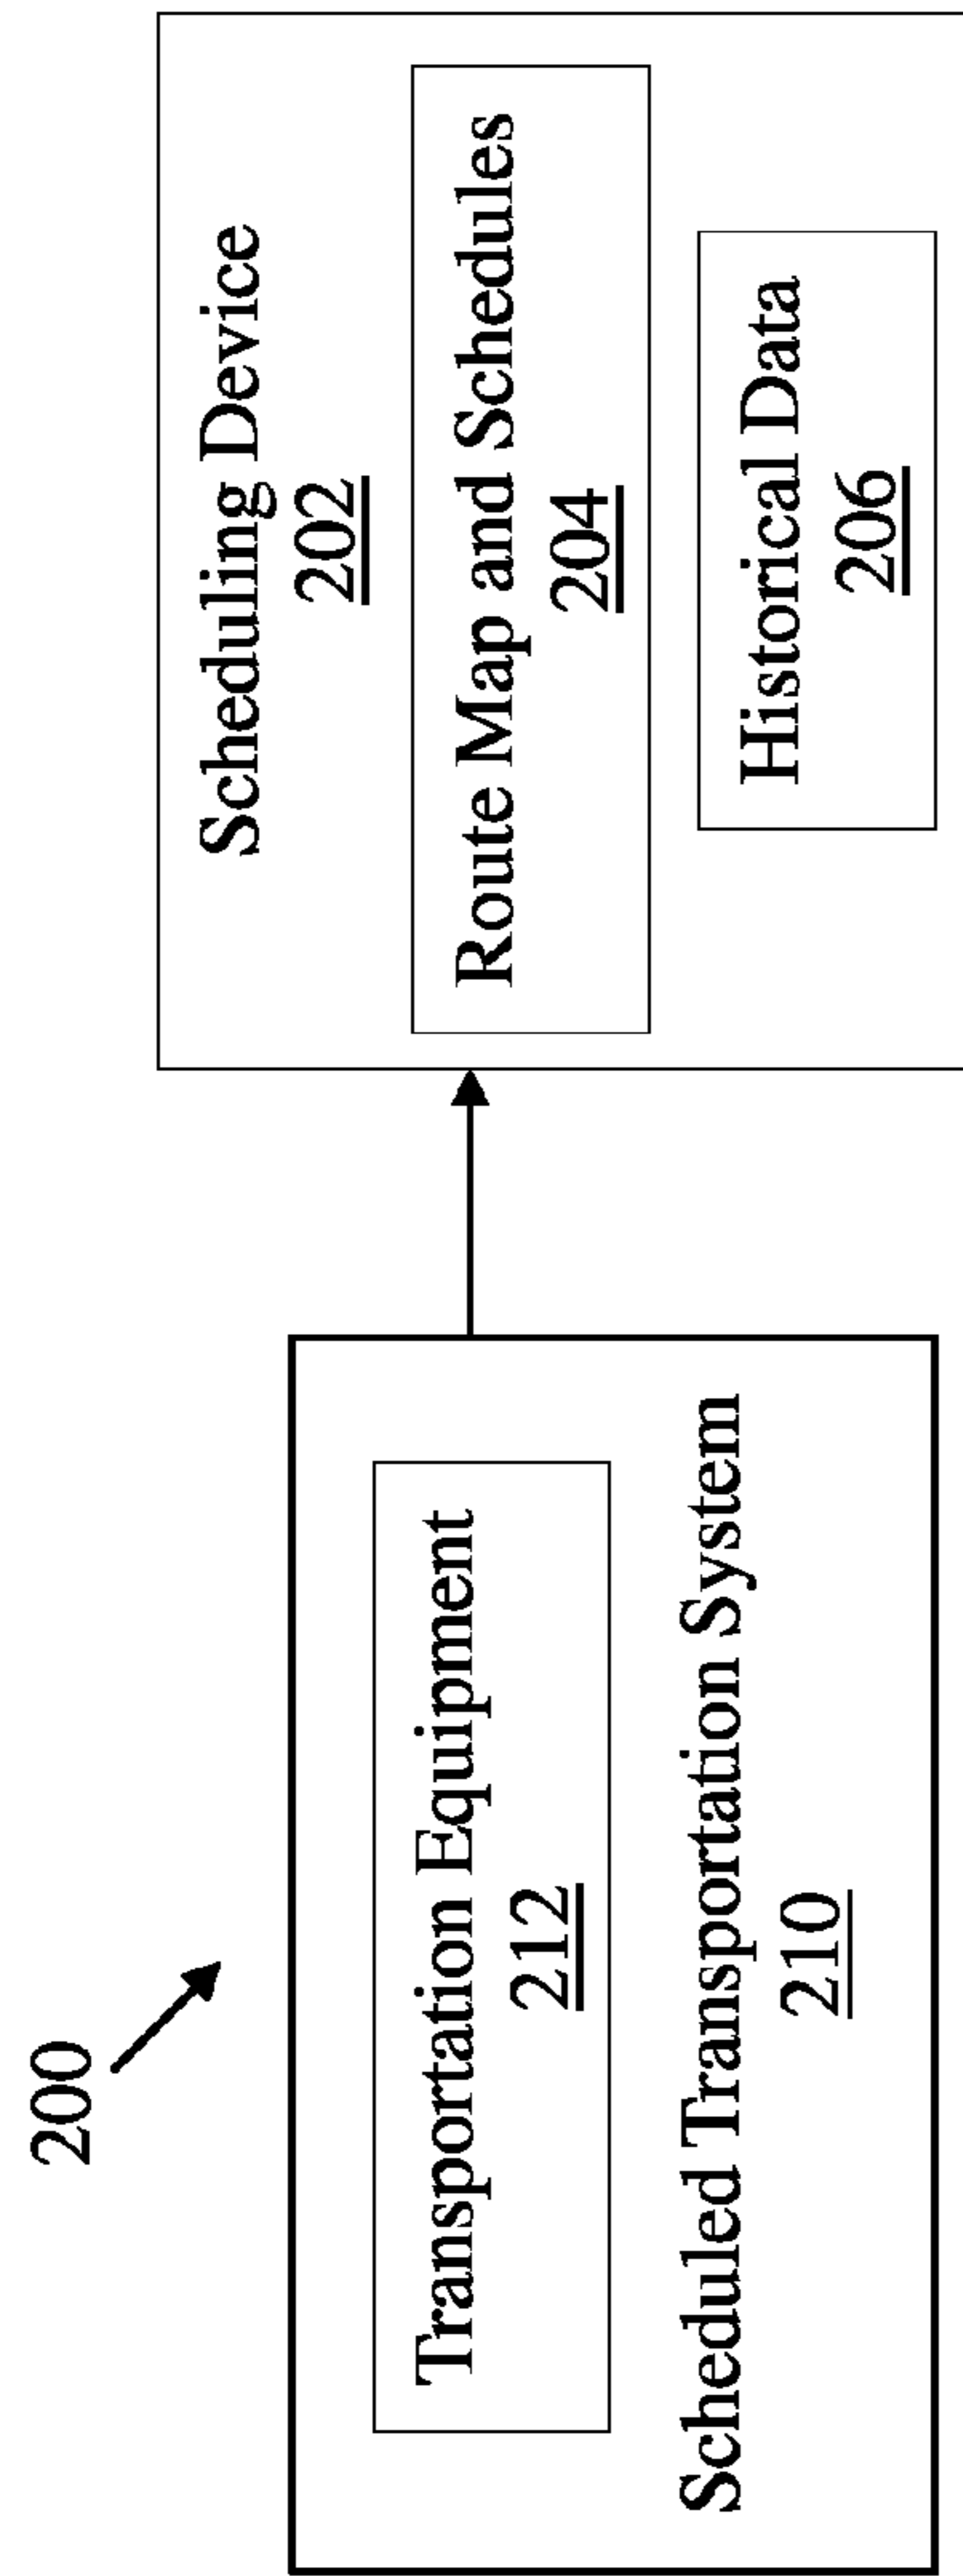 200
Transportation Equipment
212
Scheduled Transportation System
210
Scheduling Device
202
Route Map and Schedules
204
Historical Data
206